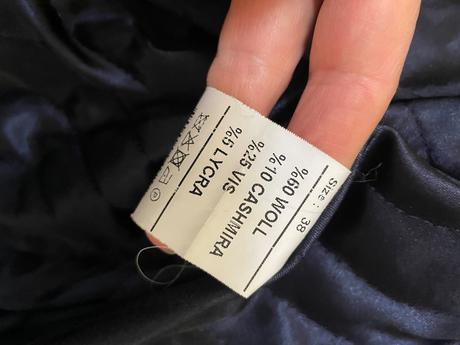 Size : 38
%60 WOLL
%10 CASHMIRA
%25 VIS
%5 LYCRA